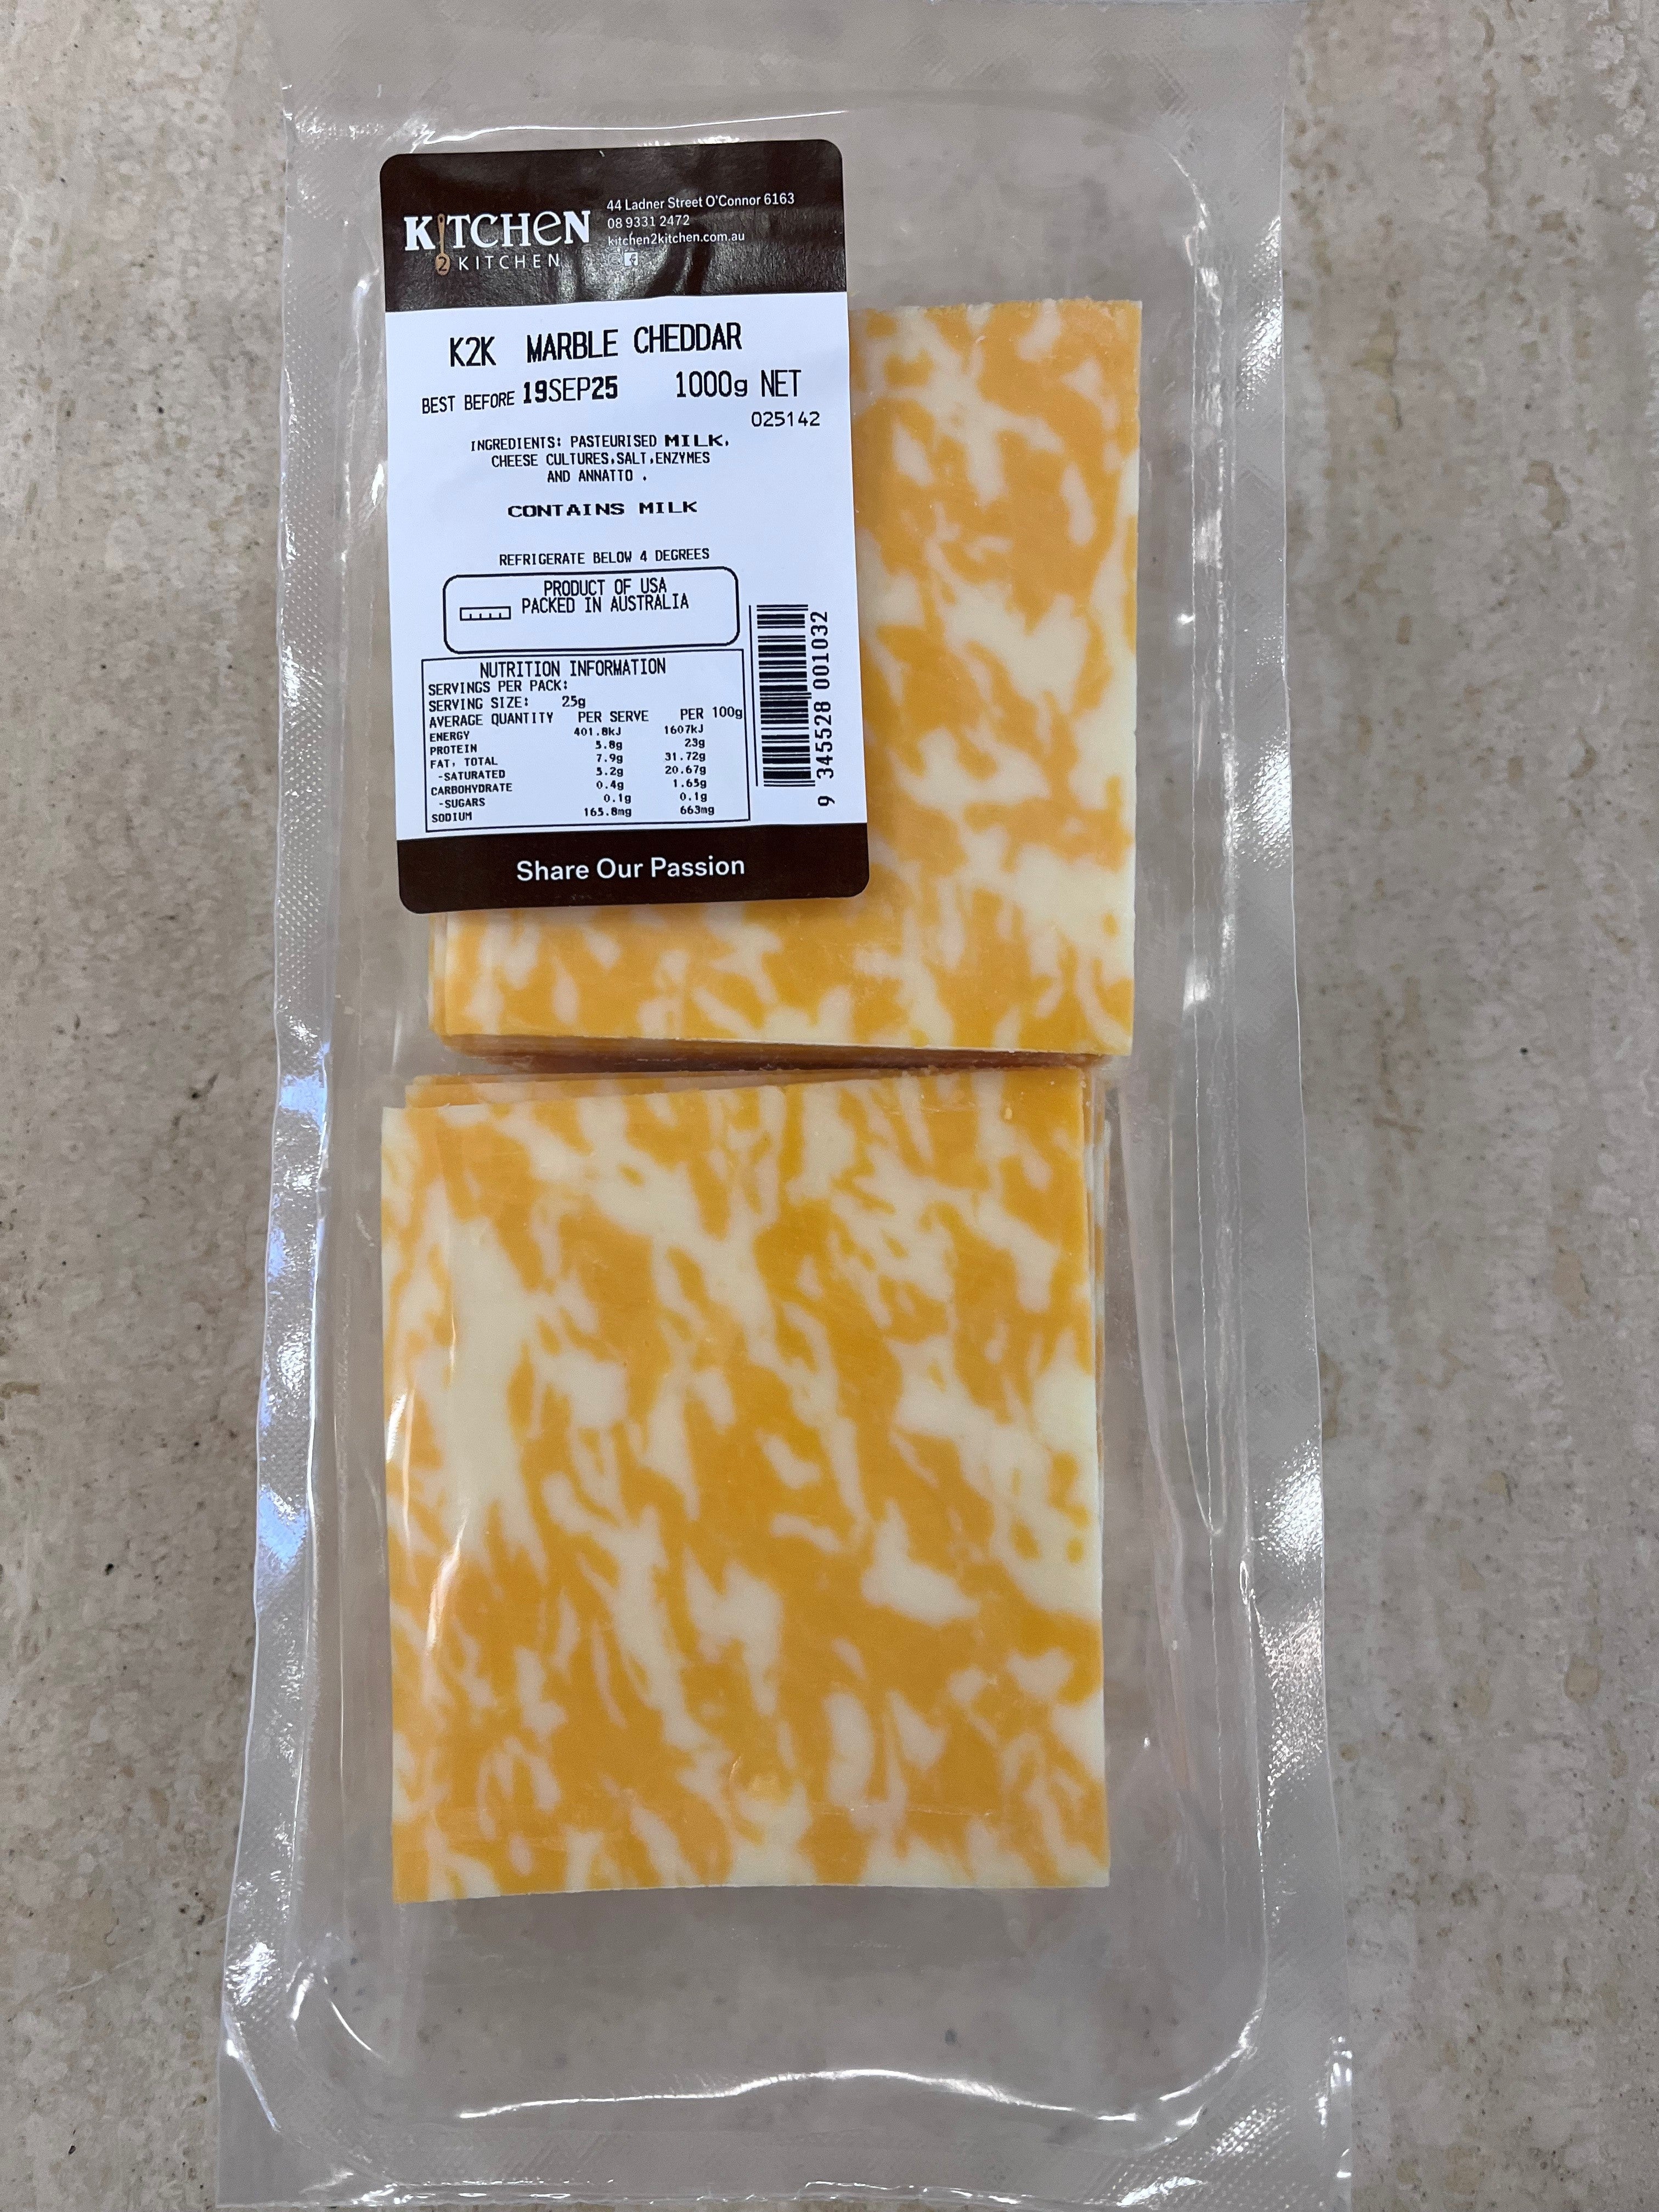 KITCHEN
2 KITCHEN
44 Ladner Street O'Connor 6163
08 9331 2472
kitchen2kitchen.com.au
K2K MARBLE CHEDDAR
BEST BEFORE 19SEP25 1000g NET
025142
INGREDIENTS: PASTEURISED MILK,
CHEESE CULTURES,SALT,ENZYMES
AND ANNATTO .
CONTAINS MILK
REFRIGERATE BELOW 4 DEGREES
PRODUCT OF USA
PACKED IN AUSTRALIA
NUTRITION INFORMATION
SERVINGS PER PACK:
SERVING SIZE: 25g
AVERAGE QUANTITY PER SERVE PER 100g
ENERGY 401.8kJ 1607kJ
PROTEIN 5.8g 23g
FAT, TOTAL 7.9g 31.72g
-SATURATED 5.2g 20.67g
CARBOHYDRATE 0.4g 1.65g
-SUGARS 0.1g 0.1g
SODIUM 165.8mg 663mg
9 345528 001032
Share Our Passion